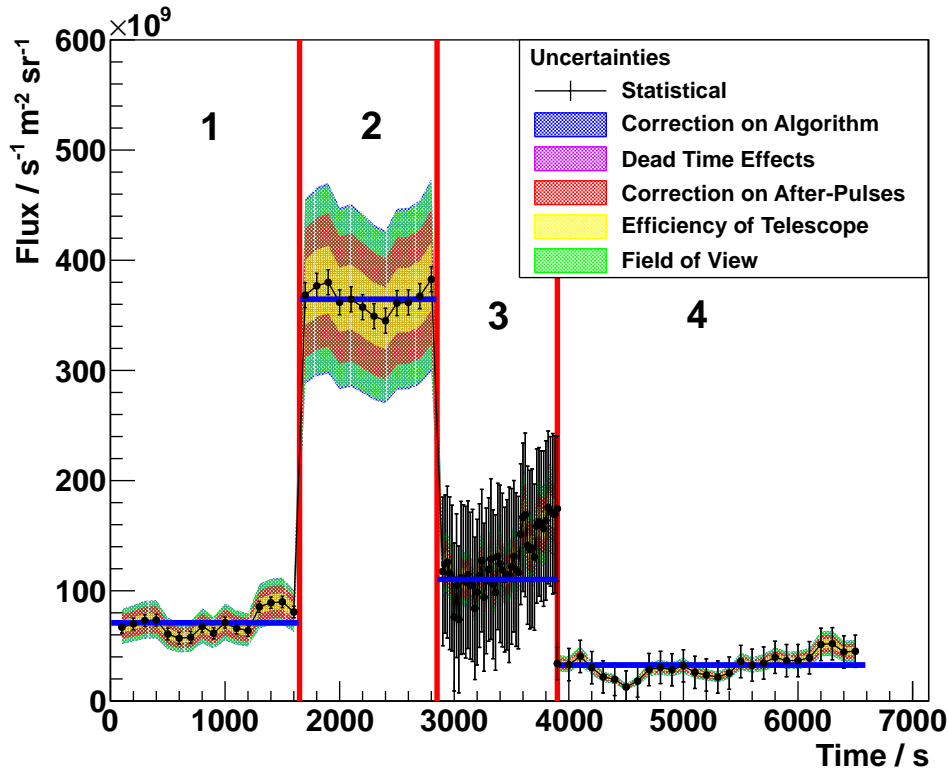 ×10⁹
Flux / s⁻¹ m⁻² sr⁻¹
600
500
400
300
200
100
0
1
2
3
4
Uncertainties
Statistical
Correction on Algorithm
Dead Time Effects
Correction on After-Pulses
Efficiency of Telescope
Field of View
0 1000 2000 3000 4000 5000 6000 7000
Time / s